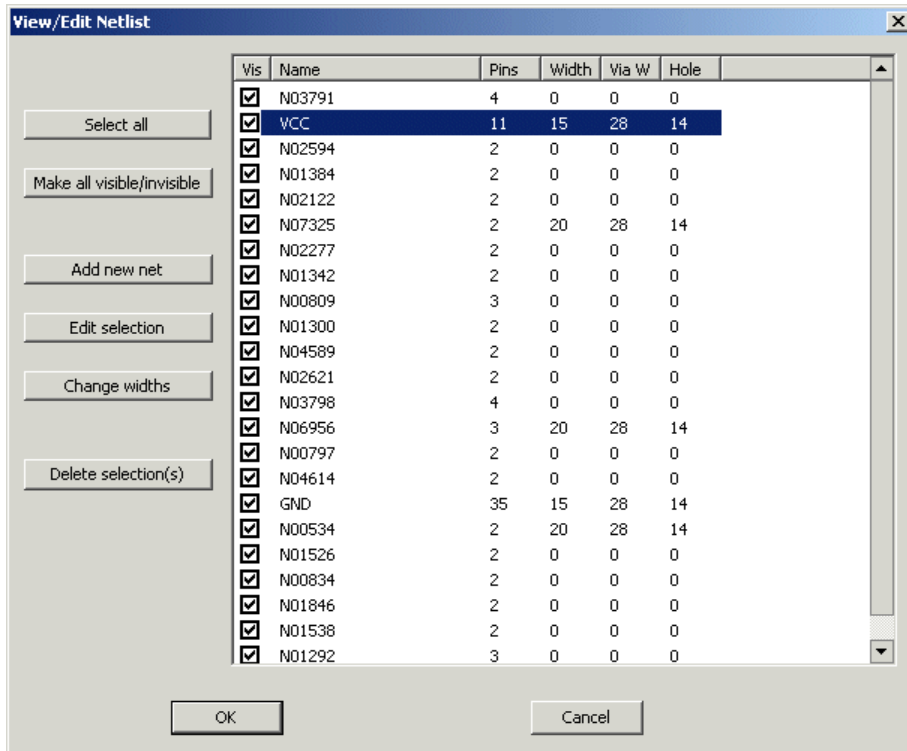 View/Edit Netlist
Vis Name Pins Width Via W Hole
N03791 4 0 0 0
Select all
VCC 11 15 28 14
N02594 2 0 0 0
Make all visible/invisible
N01384 2 0 0 0
N02122 2 0 0 0
N07325 2 20 28 14
N02277 2 0 0 0
Add new net
N01342 2 0 0 0
N00809 3 0 0 0
Edit selection
N01300 2 0 0 0
N04589 2 0 0 0
Change widths
N02621 2 0 0 0
N03798 4 0 0 0
N06956 3 20 28 14
N00797 2 0 0 0
Delete selection(s)
N04614 2 0 0 0
GND 35 15 28 14
N00534 2 20 28 14
N01526 2 0 0 0
N00834 2 0 0 0
N01846 2 0 0 0
N01538 2 0 0 0
N01292 3 0 0 0
OK Cancel